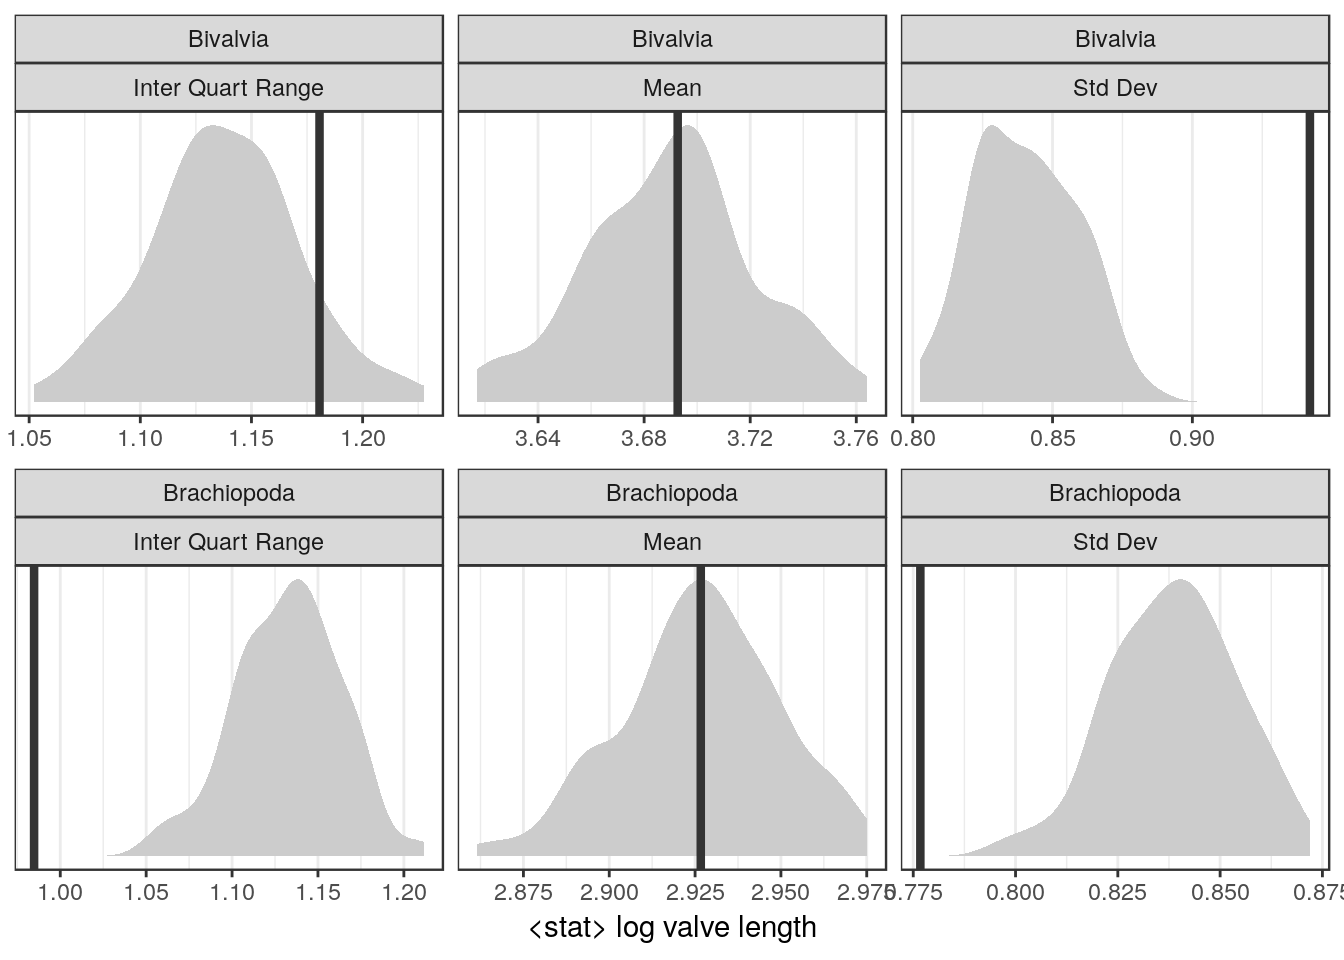 Bivalvia Bivalvia Bivalvia
Inter Quart Range Mean Std Dev
1.05 1.10 1.15 1.20 3.64 3.68 3.72 3.76 0.80 0.85 0.90
Brachiopoda Brachiopoda Brachiopoda
Inter Quart Range Mean Std Dev
1.00 1.05 1.10 1.15 1.20 2.875 2.900 2.925 2.950 2.975 0.775 0.800 0.825 0.850 0.875
<stat> log valve length